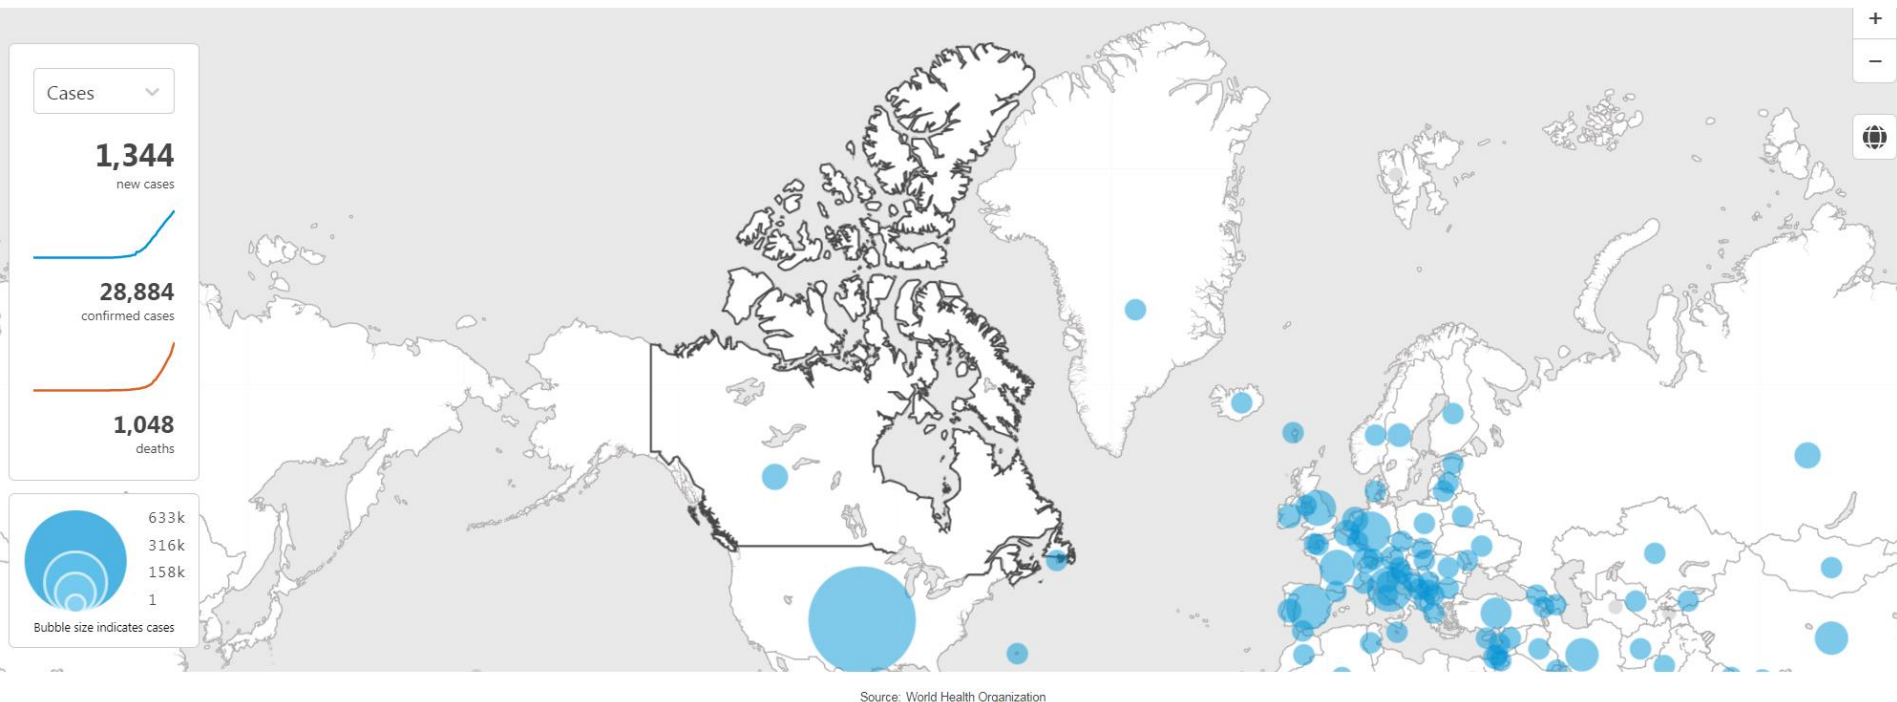 Cases
1,344
new cases
28,884
confirmed cases
1,048
deaths
633k
316k
158k
1
Bubble size indicates cases
+
−
Source: World Health Organization